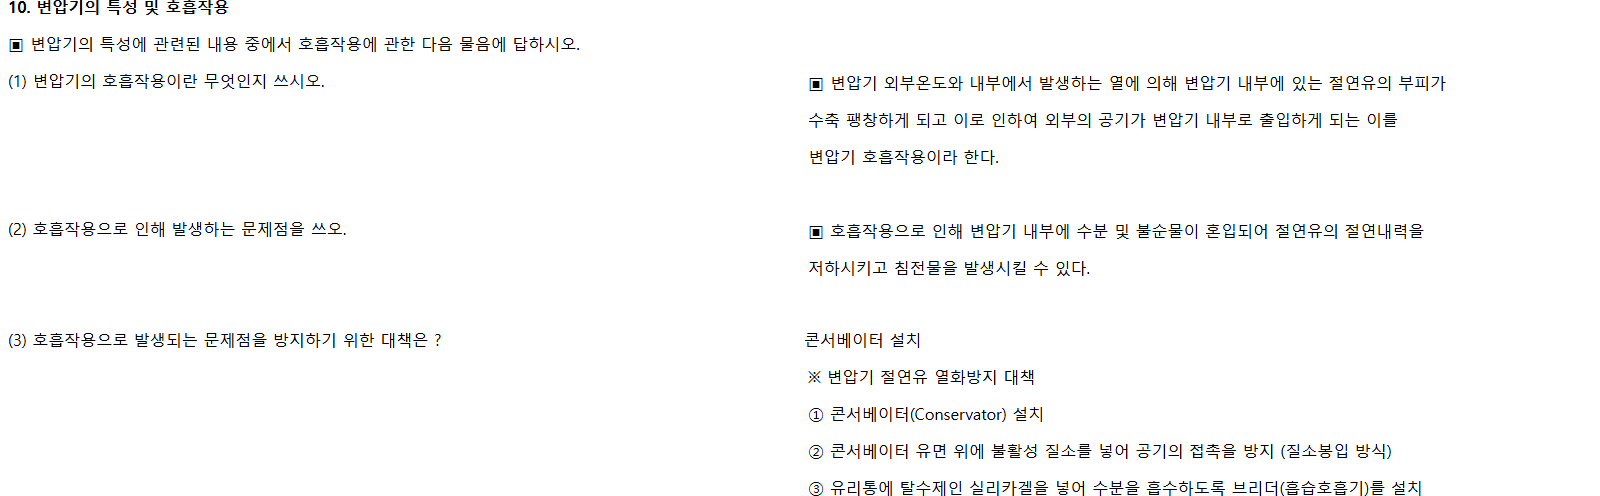 10. 변압기의 특성 및 호흡작용
▣ 변압기의 특성에 관련된 내용 중에서 호흡작용에 관한 다음 물음에 답하시오.
(1) 변압기의 호흡작용이란 무엇인지 쓰시오.
▣ 변압기 외부온도와 내부에서 발생하는 열에 의해 변압기 내부에 있는 절연유의 부피가
수축 팽창하게 되고 이로 인하여 외부의 공기가 변압기 내부로 출입하게 되는 이를
변압기 호흡작용이라 한다.
(2) 호흡작용으로 인해 발생하는 문제점을 쓰오.
▣ 호흡작용으로 인해 변압기 내부에 수분 및 불순물이 혼입되어 절연유의 절연내력을
저하시키고 침전물을 발생시킬 수 있다.
(3) 호흡작용으로 발생되는 문제점을 방지하기 위한 대책은 ?
콘서베이터 설치
※ 변압기 절연유 열화방지 대책
① 콘서베이터(Conservator) 설치
② 콘서베이터 유면 위에 불활성 질소를 넣어 공기의 접촉을 방지 (질소봉입 방식)
③ 유리통에 탈수제인 실리카겔을 넣어 수분을 흡수하도록 브리더(흡습호흡기)를 설치